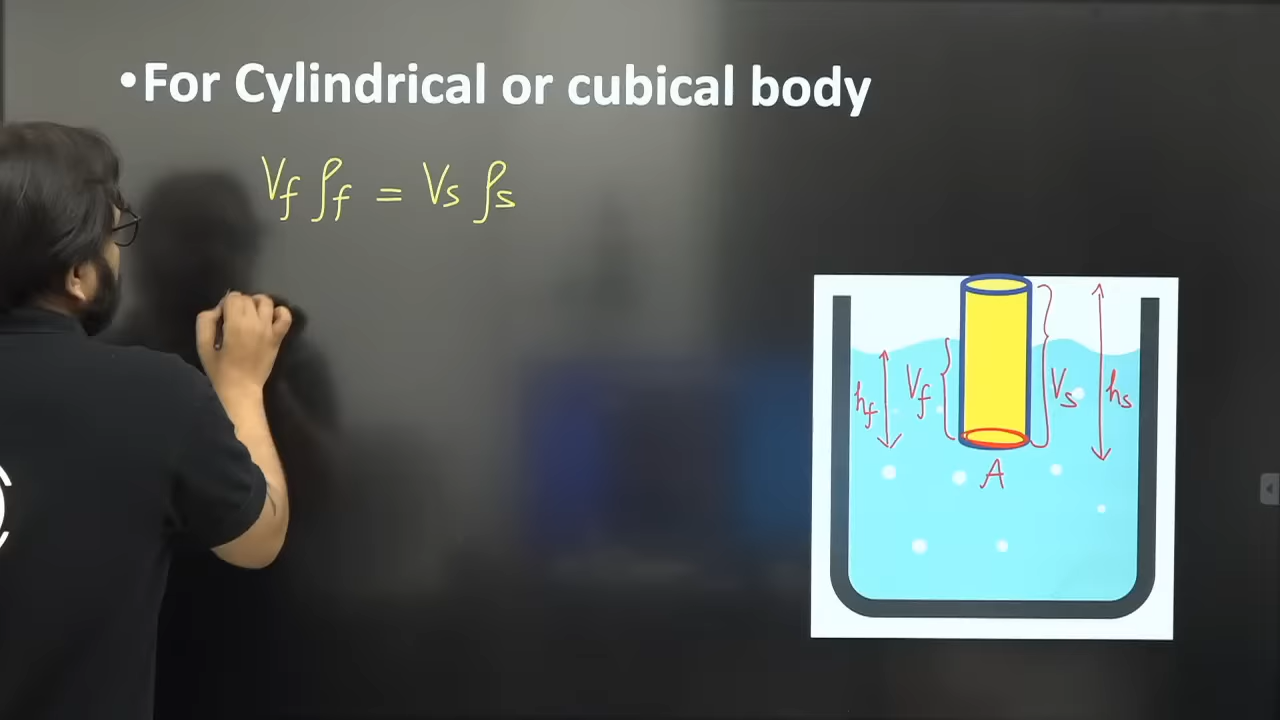 •For Cylindrical or cubical body
Vf ρf = Vs ρs
hf Vf Vs hs
A